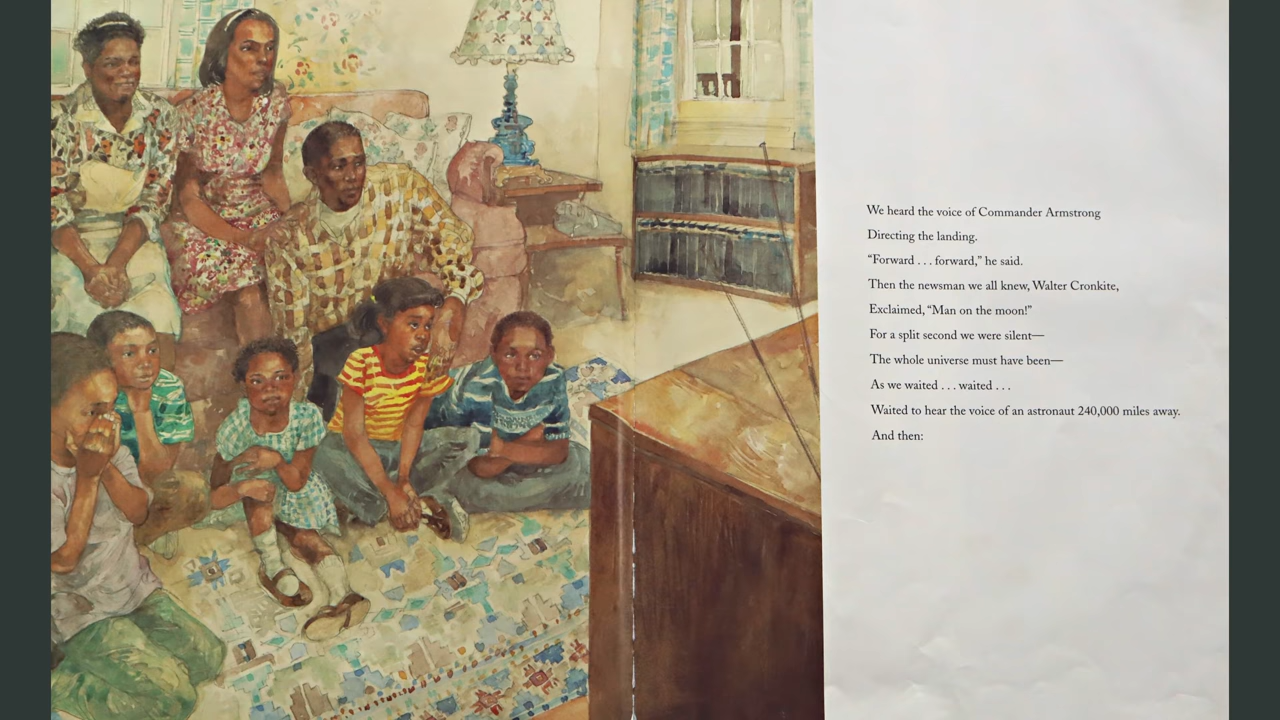 We heard the voice of Commander Armstrong
Directing the landing.
“Forward . . . forward,” he said.
Then the newsman we all knew, Walter Cronkite,
Exclaimed, “Man on the moon!”
For a split second we were silent—
The whole universe must have been—
As we waited . . . waited . . .
Waited to hear the voice of an astronaut 240,000 miles away.
And then: